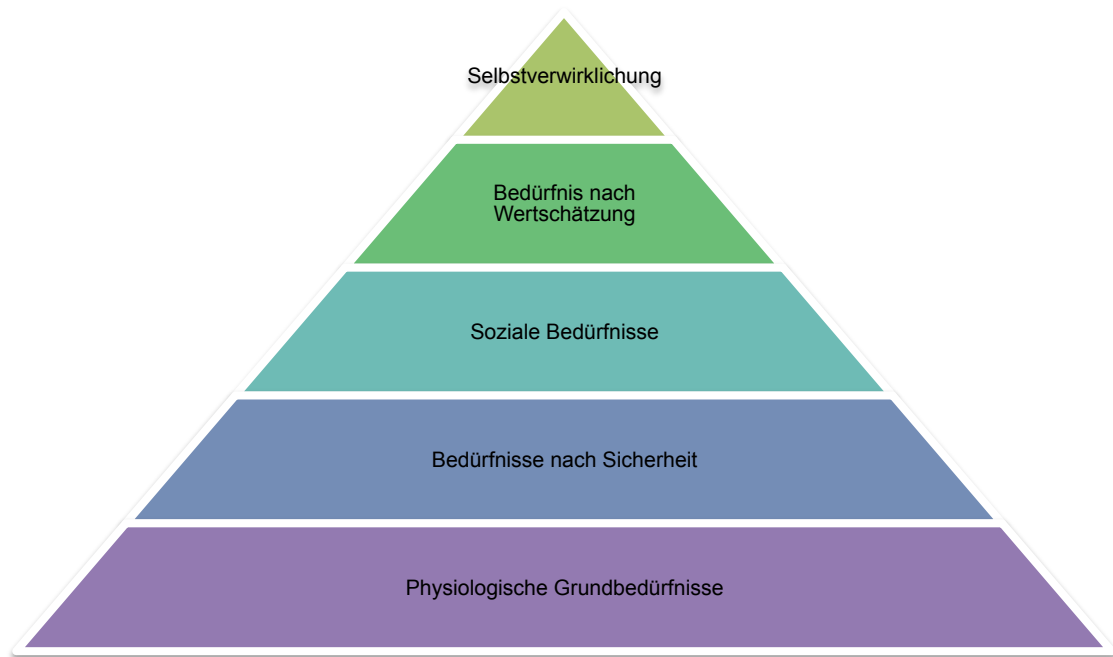 Selbstverwirklichung
Bedürfnis nach
Wertschätzung
Soziale Bedürfnisse
Bedürfnisse nach Sicherheit
Physiologische Grundbedürfnisse